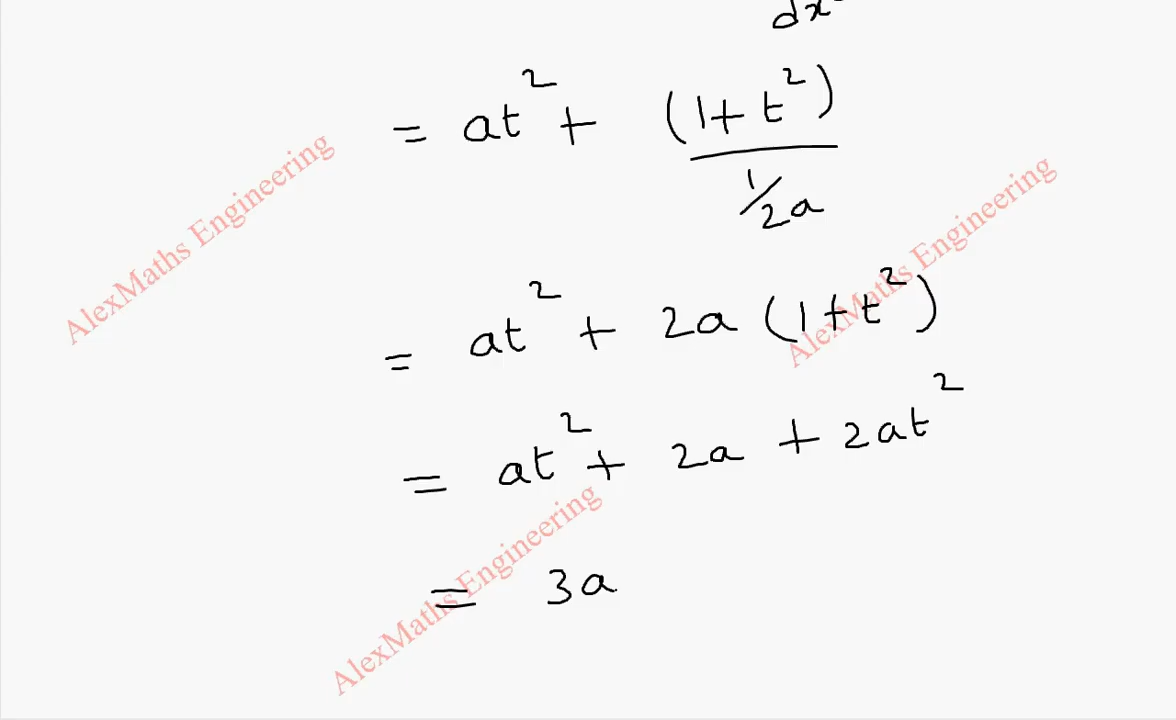 dx
= at² + (1+t²) / 1/2a
= at² + 2a (1+t²)
= at² + 2a + 2at²
= 3a
AlexMaths Engineering
AlexMaths Engineering
AlexMaths Engineering